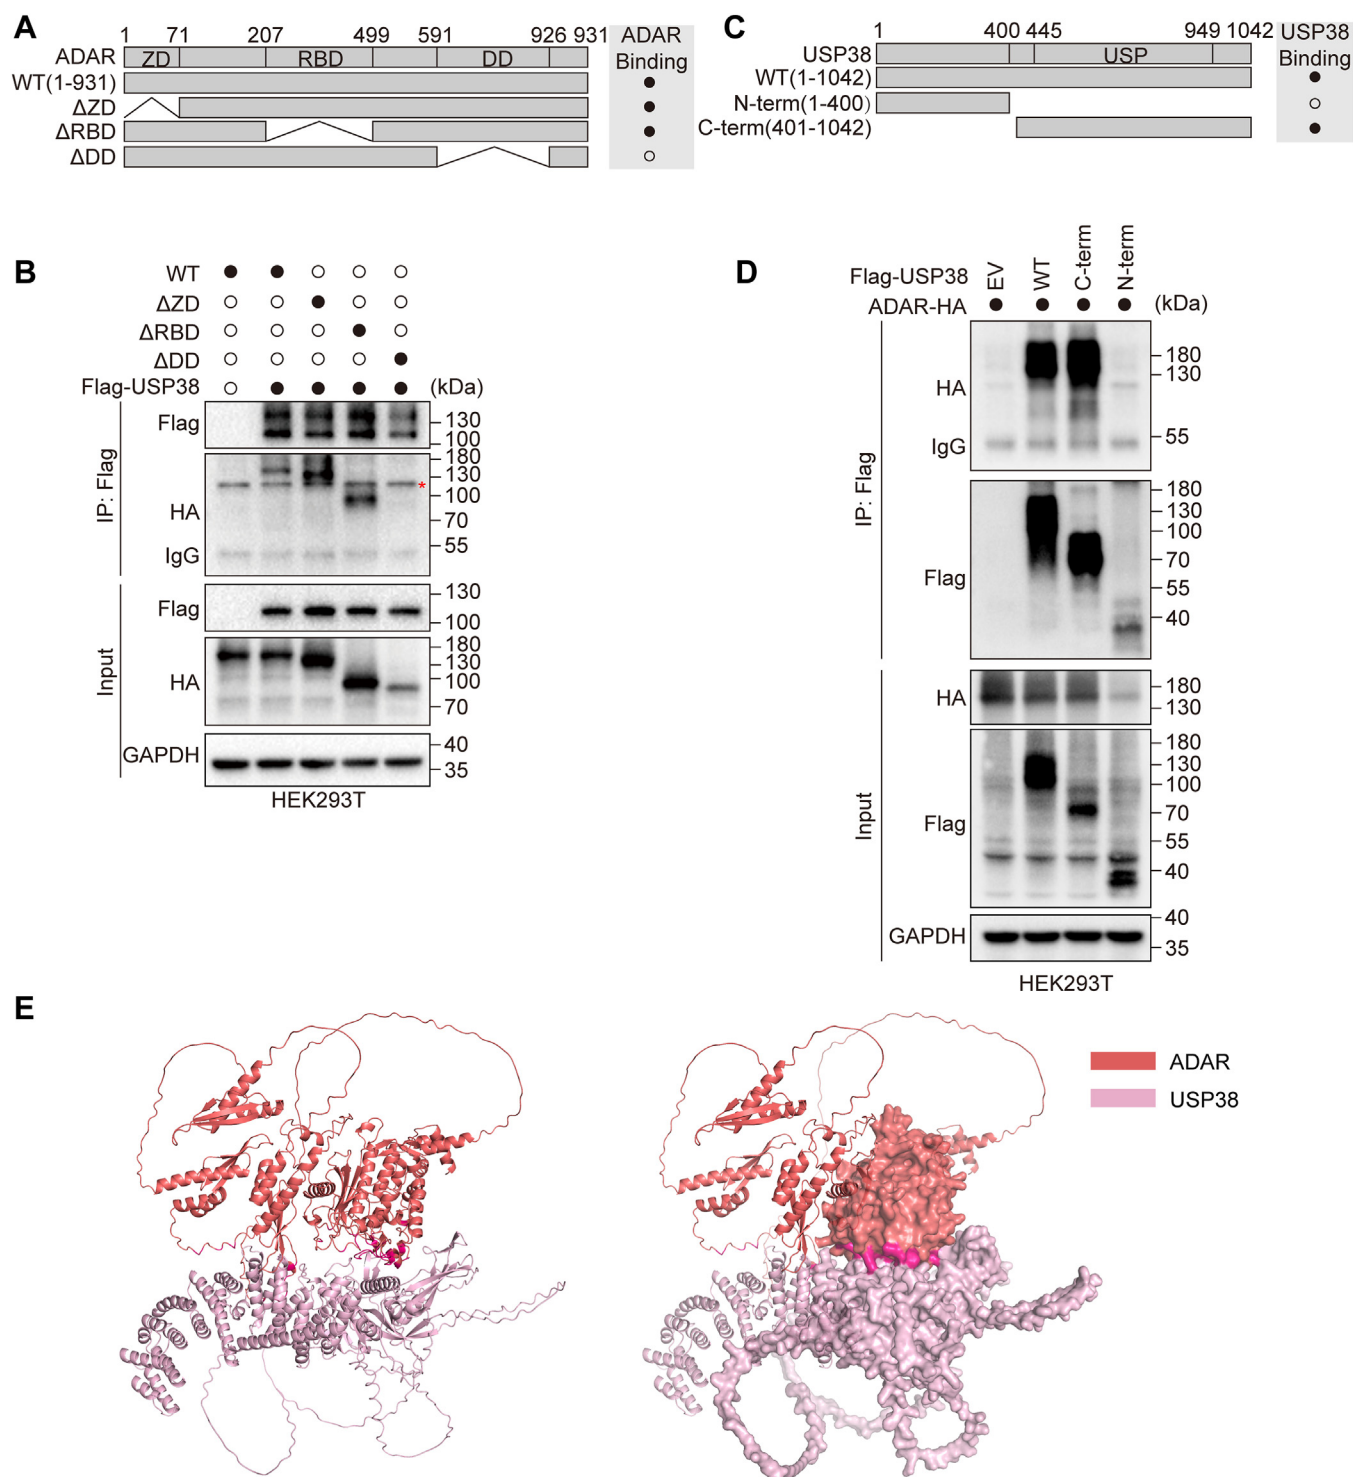 A
1 71 207 499 591 926 931 ADAR
ADAR ZD RBD DD Binding
WT(1-931)
ΔZD
ΔRBD
ΔDD
C
1 400 445 949 1042 USP38
USP38 USP Binding
WT(1-1042)
N-term(1-400)
C-term(401-1042)
B
WT
ΔZD
ΔRBD
ΔDD
Flag-USP38 (kDa)
IP: Flag
Flag 130
100
180
130
*
100
HA
70
IgG 55
Input
Flag 130
100
180
130
HA 100
70
GAPDH 40
35
HEK293T
D
Flag-USP38 EV WT C-term N-term
ADAR-HA (kDa)
IP: Flag
180
HA 130
IgG 55
180
130
100
70
Flag
55
40
Input
HA 180
130
180
130
100
70
Flag
55
40
GAPDH 40
35
HEK293T
E
ADAR
USP38